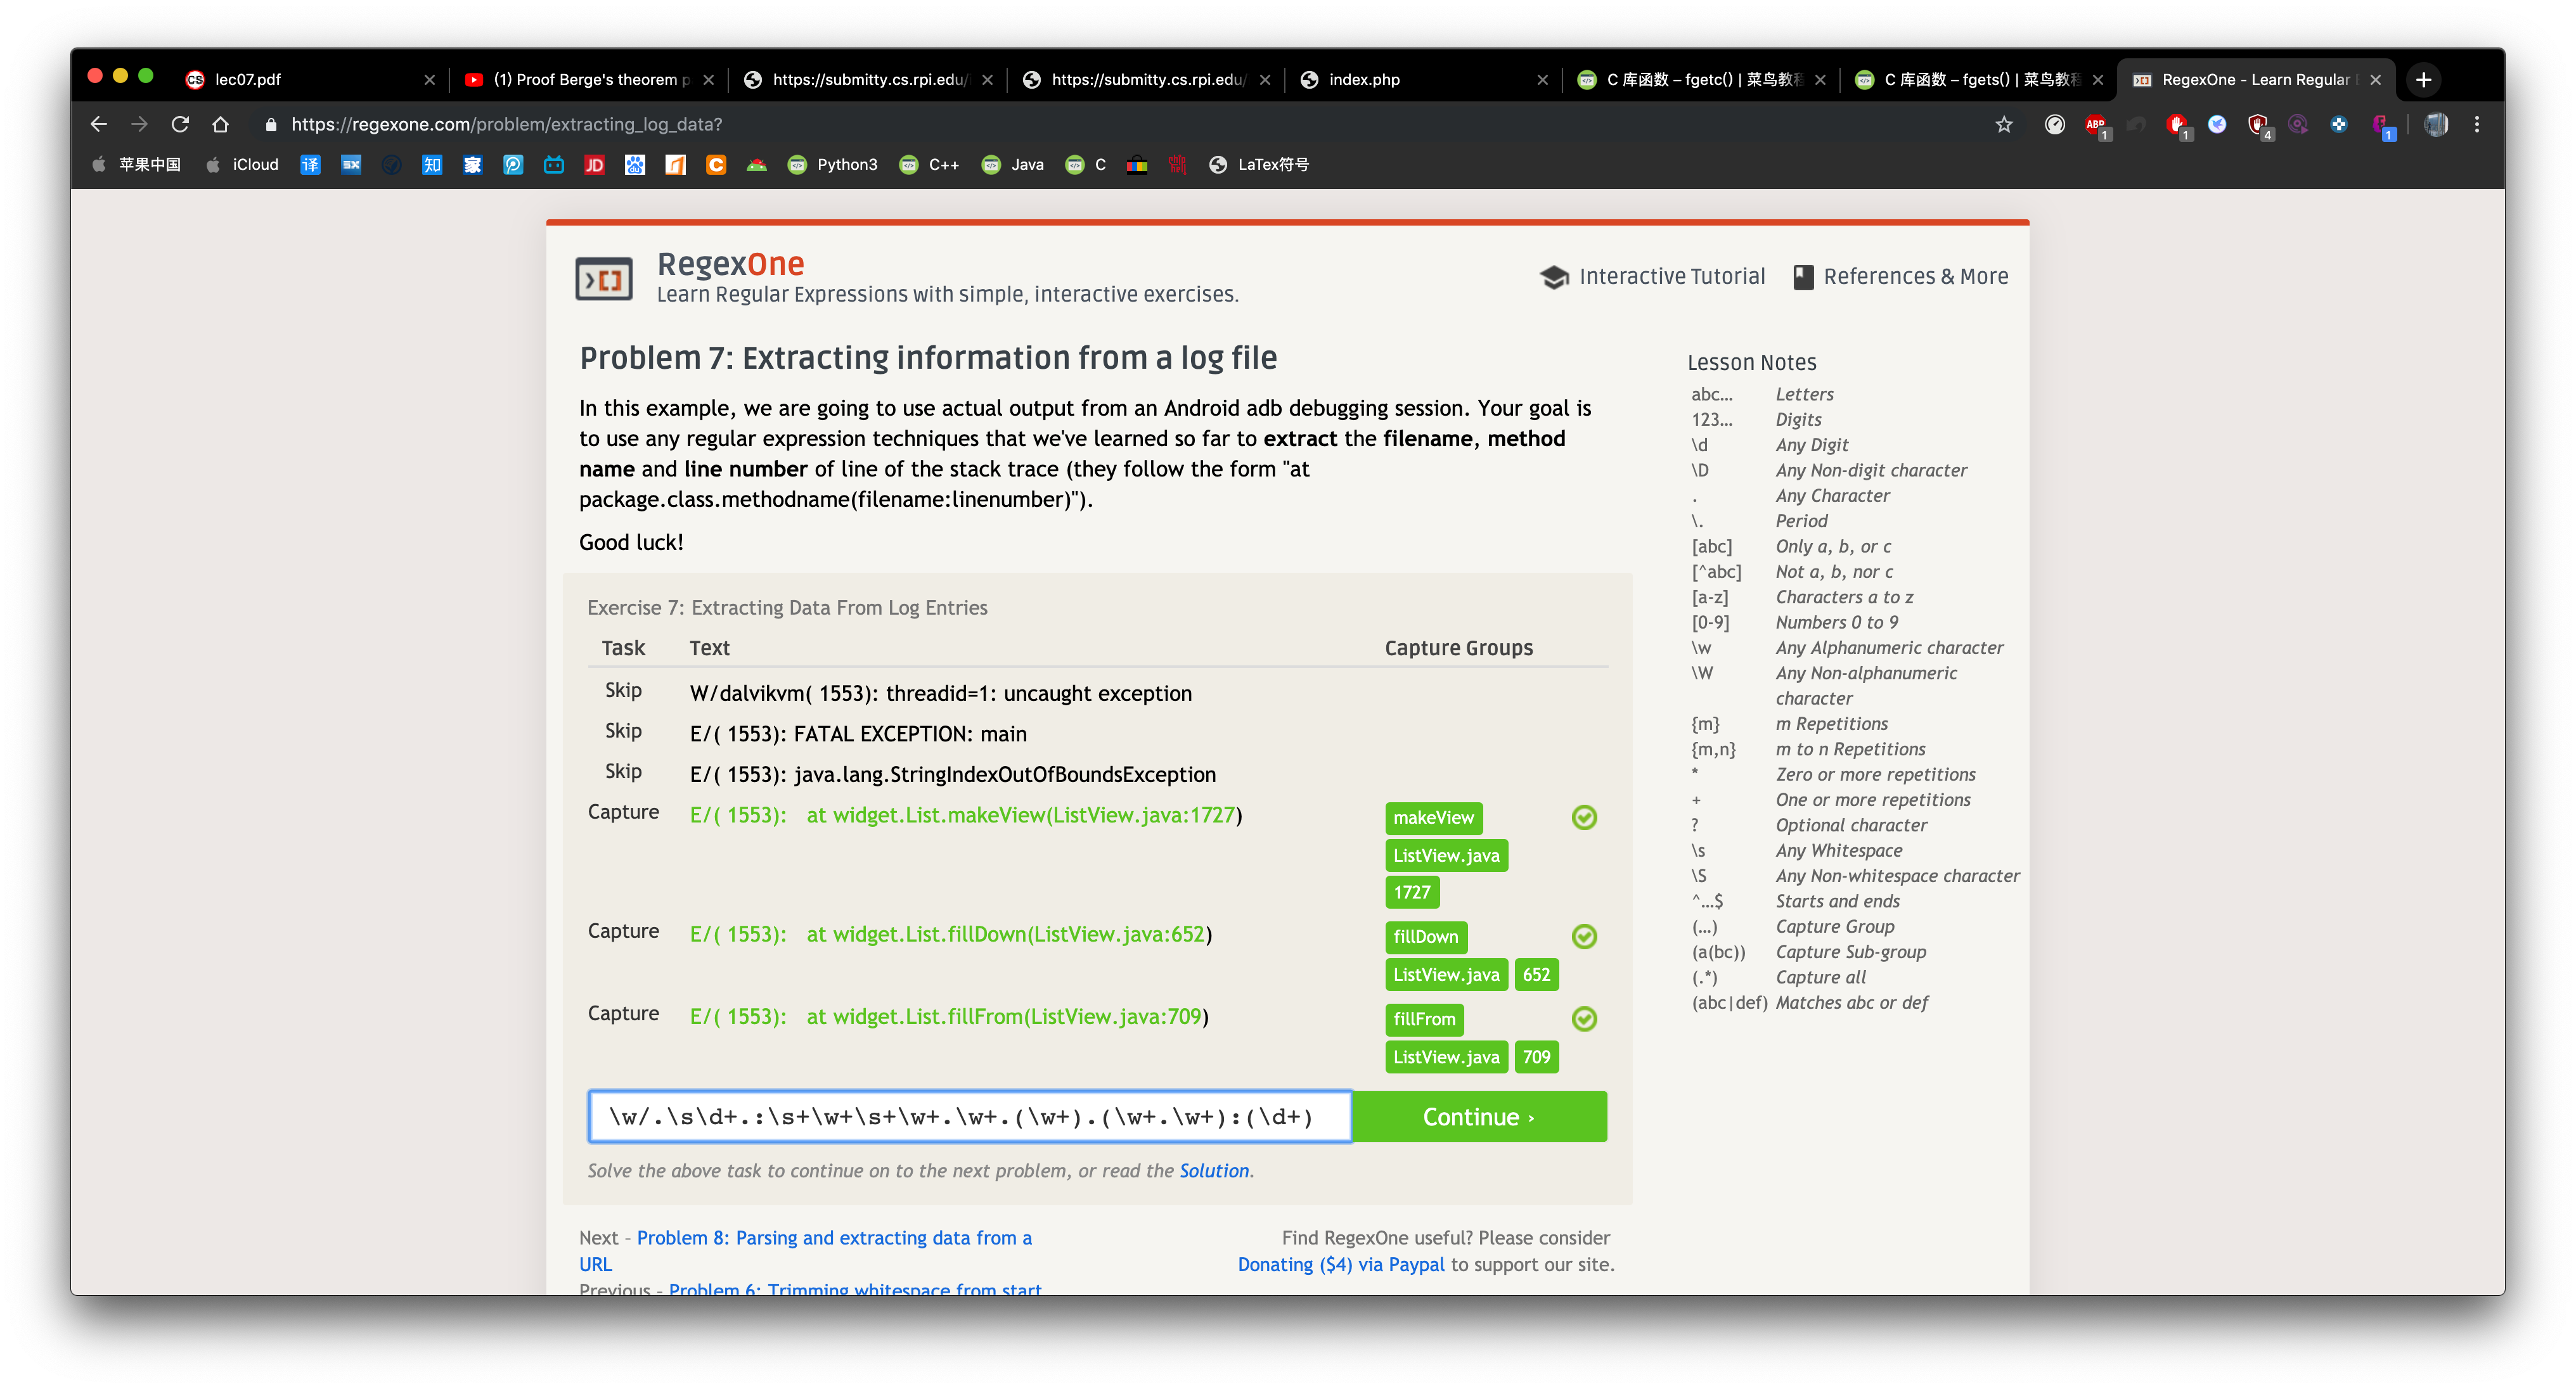 lec07.pdf
(1) Proof Berge's theorem p
https://submitty.cs.rpi.edu/
https://submitty.cs.rpi.edu/
index.php
C 库函数 – fgetc() | 菜鸟教程
C 库函数 – fgets() | 菜鸟教程
RegexOne - Learn Regular E
https://regexone.com/problem/extracting_log_data?
ABP 1 1 4 1
苹果中国 iCloud 译 SX 知 家 JD du C Python3 C++ Java C LaTex符号
RegexOne
Learn Regular Expressions with simple, interactive exercises.
Interactive Tutorial References & More
Problem 7: Extracting information from a log file
In this example, we are going to use actual output from an Android adb debugging session. Your goal is
to use any regular expression techniques that we've learned so far to extract the filename, method
name and line number of line of the stack trace (they follow the form "at
package.class.methodname(filename:linenumber)").
Good luck!
Exercise 7: Extracting Data From Log Entries
Task Text Capture Groups
Skip W/dalvikvm( 1553): threadid=1: uncaught exception
Skip E/( 1553): FATAL EXCEPTION: main
Skip E/( 1553): java.lang.StringIndexOutOfBoundsException
Capture E/( 1553): at widget.List.makeView(ListView.java:1727) makeView
ListView.java
1727
Capture E/( 1553): at widget.List.fillDown(ListView.java:652) fillDown
ListView.java 652
Capture E/( 1553): at widget.List.fillFrom(ListView.java:709) fillFrom
ListView.java 709
\w/.\s\d+.:\s+\w+\s+\w+.\w+.(\w+).(\w+.\w+):(\d+) Continue ›
Solve the above task to continue on to the next problem, or read the Solution.
Next – Problem 8: Parsing and extracting data from a
URL
Previous – Problem 6: Trimming whitespace from start
Find RegexOne useful? Please consider
Donating ($4) via Paypal to support our site.
Lesson Notes
abc… Letters
123… Digits
\d Any Digit
\D Any Non-digit character
. Any Character
\. Period
[abc] Only a, b, or c
[^abc] Not a, b, nor c
[a-z] Characters a to z
[0-9] Numbers 0 to 9
\w Any Alphanumeric character
\W Any Non-alphanumeric
character
{m} m Repetitions
{m,n} m to n Repetitions
* Zero or more repetitions
+ One or more repetitions
? Optional character
\s Any Whitespace
\S Any Non-whitespace character
^…$ Starts and ends
(…) Capture Group
(a(bc)) Capture Sub-group
(.*) Capture all
(abc|def) Matches abc or def